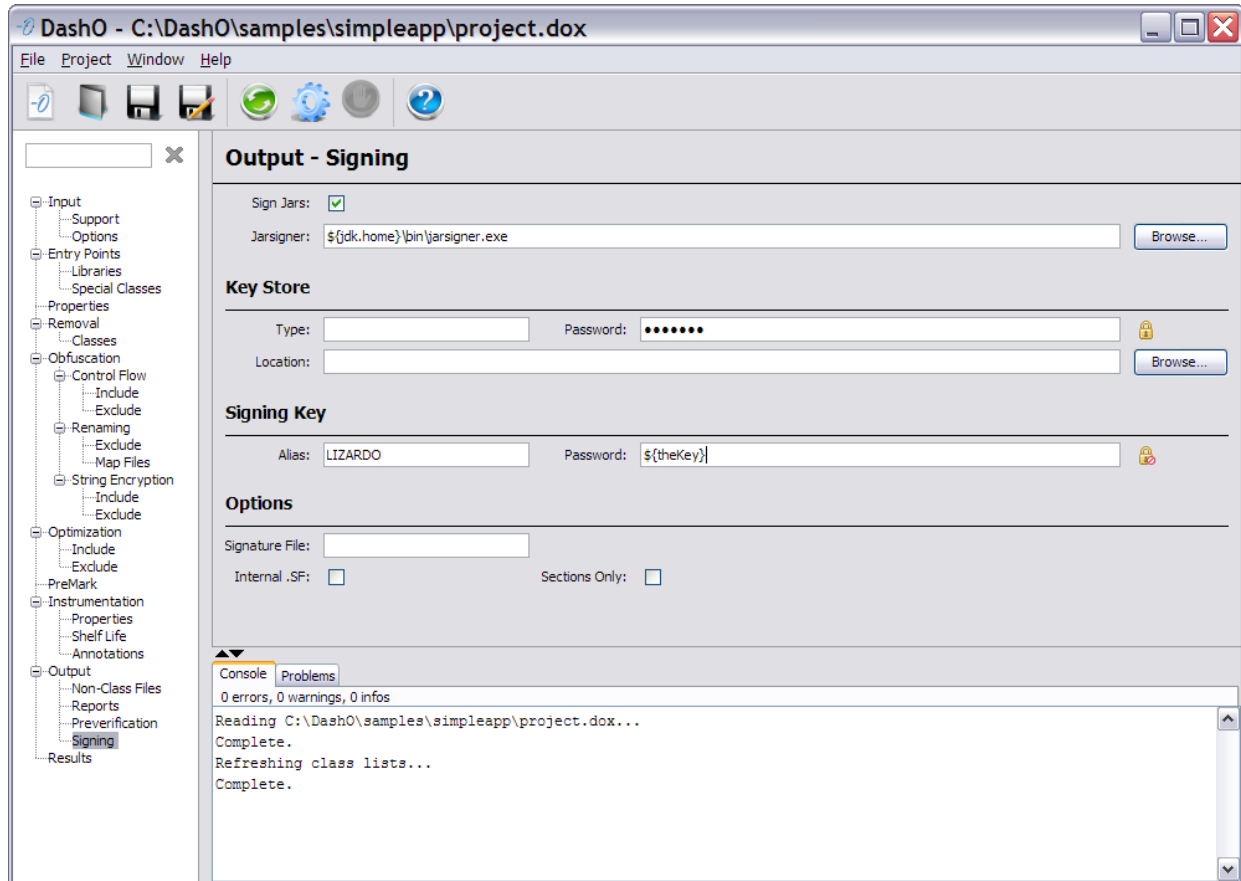 DashO - C:\DashO\samples\simpleapp\project.dox
File Project Window Help
Input
Support
Options
Entry Points
Libraries
Special Classes
Properties
Removal
Classes
Obfuscation
Control Flow
Include
Exclude
Renaming
Exclude
Map Files
String Encryption
Include
Exclude
Optimization
Include
Exclude
PreMark
Instrumentation
Properties
Shelf Life
Annotations
Output
Non-Class Files
Reports
Preverification
Signing
Results
Output - Signing
Sign Jars:
Jarsigner: ${jdk.home}\bin\jarsigner.exe Browse...
Key Store
Type: Password: •••••••
Location: Browse...
Signing Key
Alias: LIZARDO Password: ${theKey}
Options
Signature File:
Internal .SF: Sections Only:
Console Problems
0 errors, 0 warnings, 0 infos
Reading C:\DashO\samples\simpleapp\project.dox...
Complete.
Refreshing class lists...
Complete.